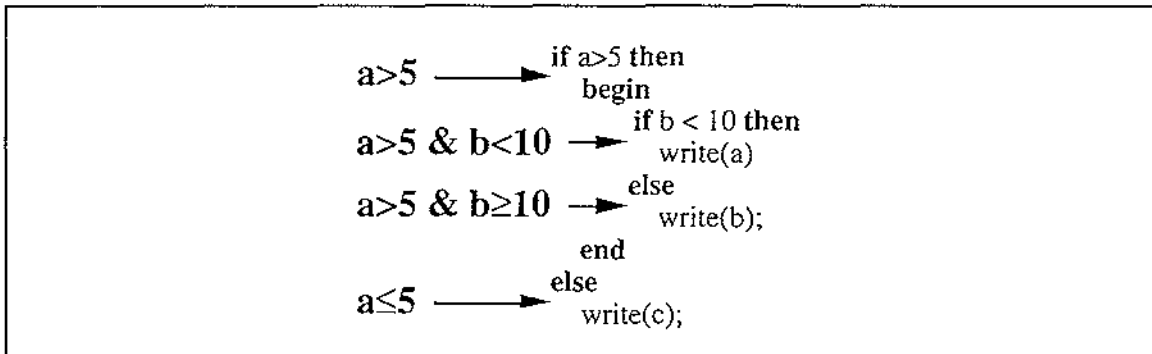 a>5 if a>5 then
begin
a>5 & b<10 if b < 10 then
write(a)
a>5 & b≥10 else
write(b);
end
a≤5 else
write(c);